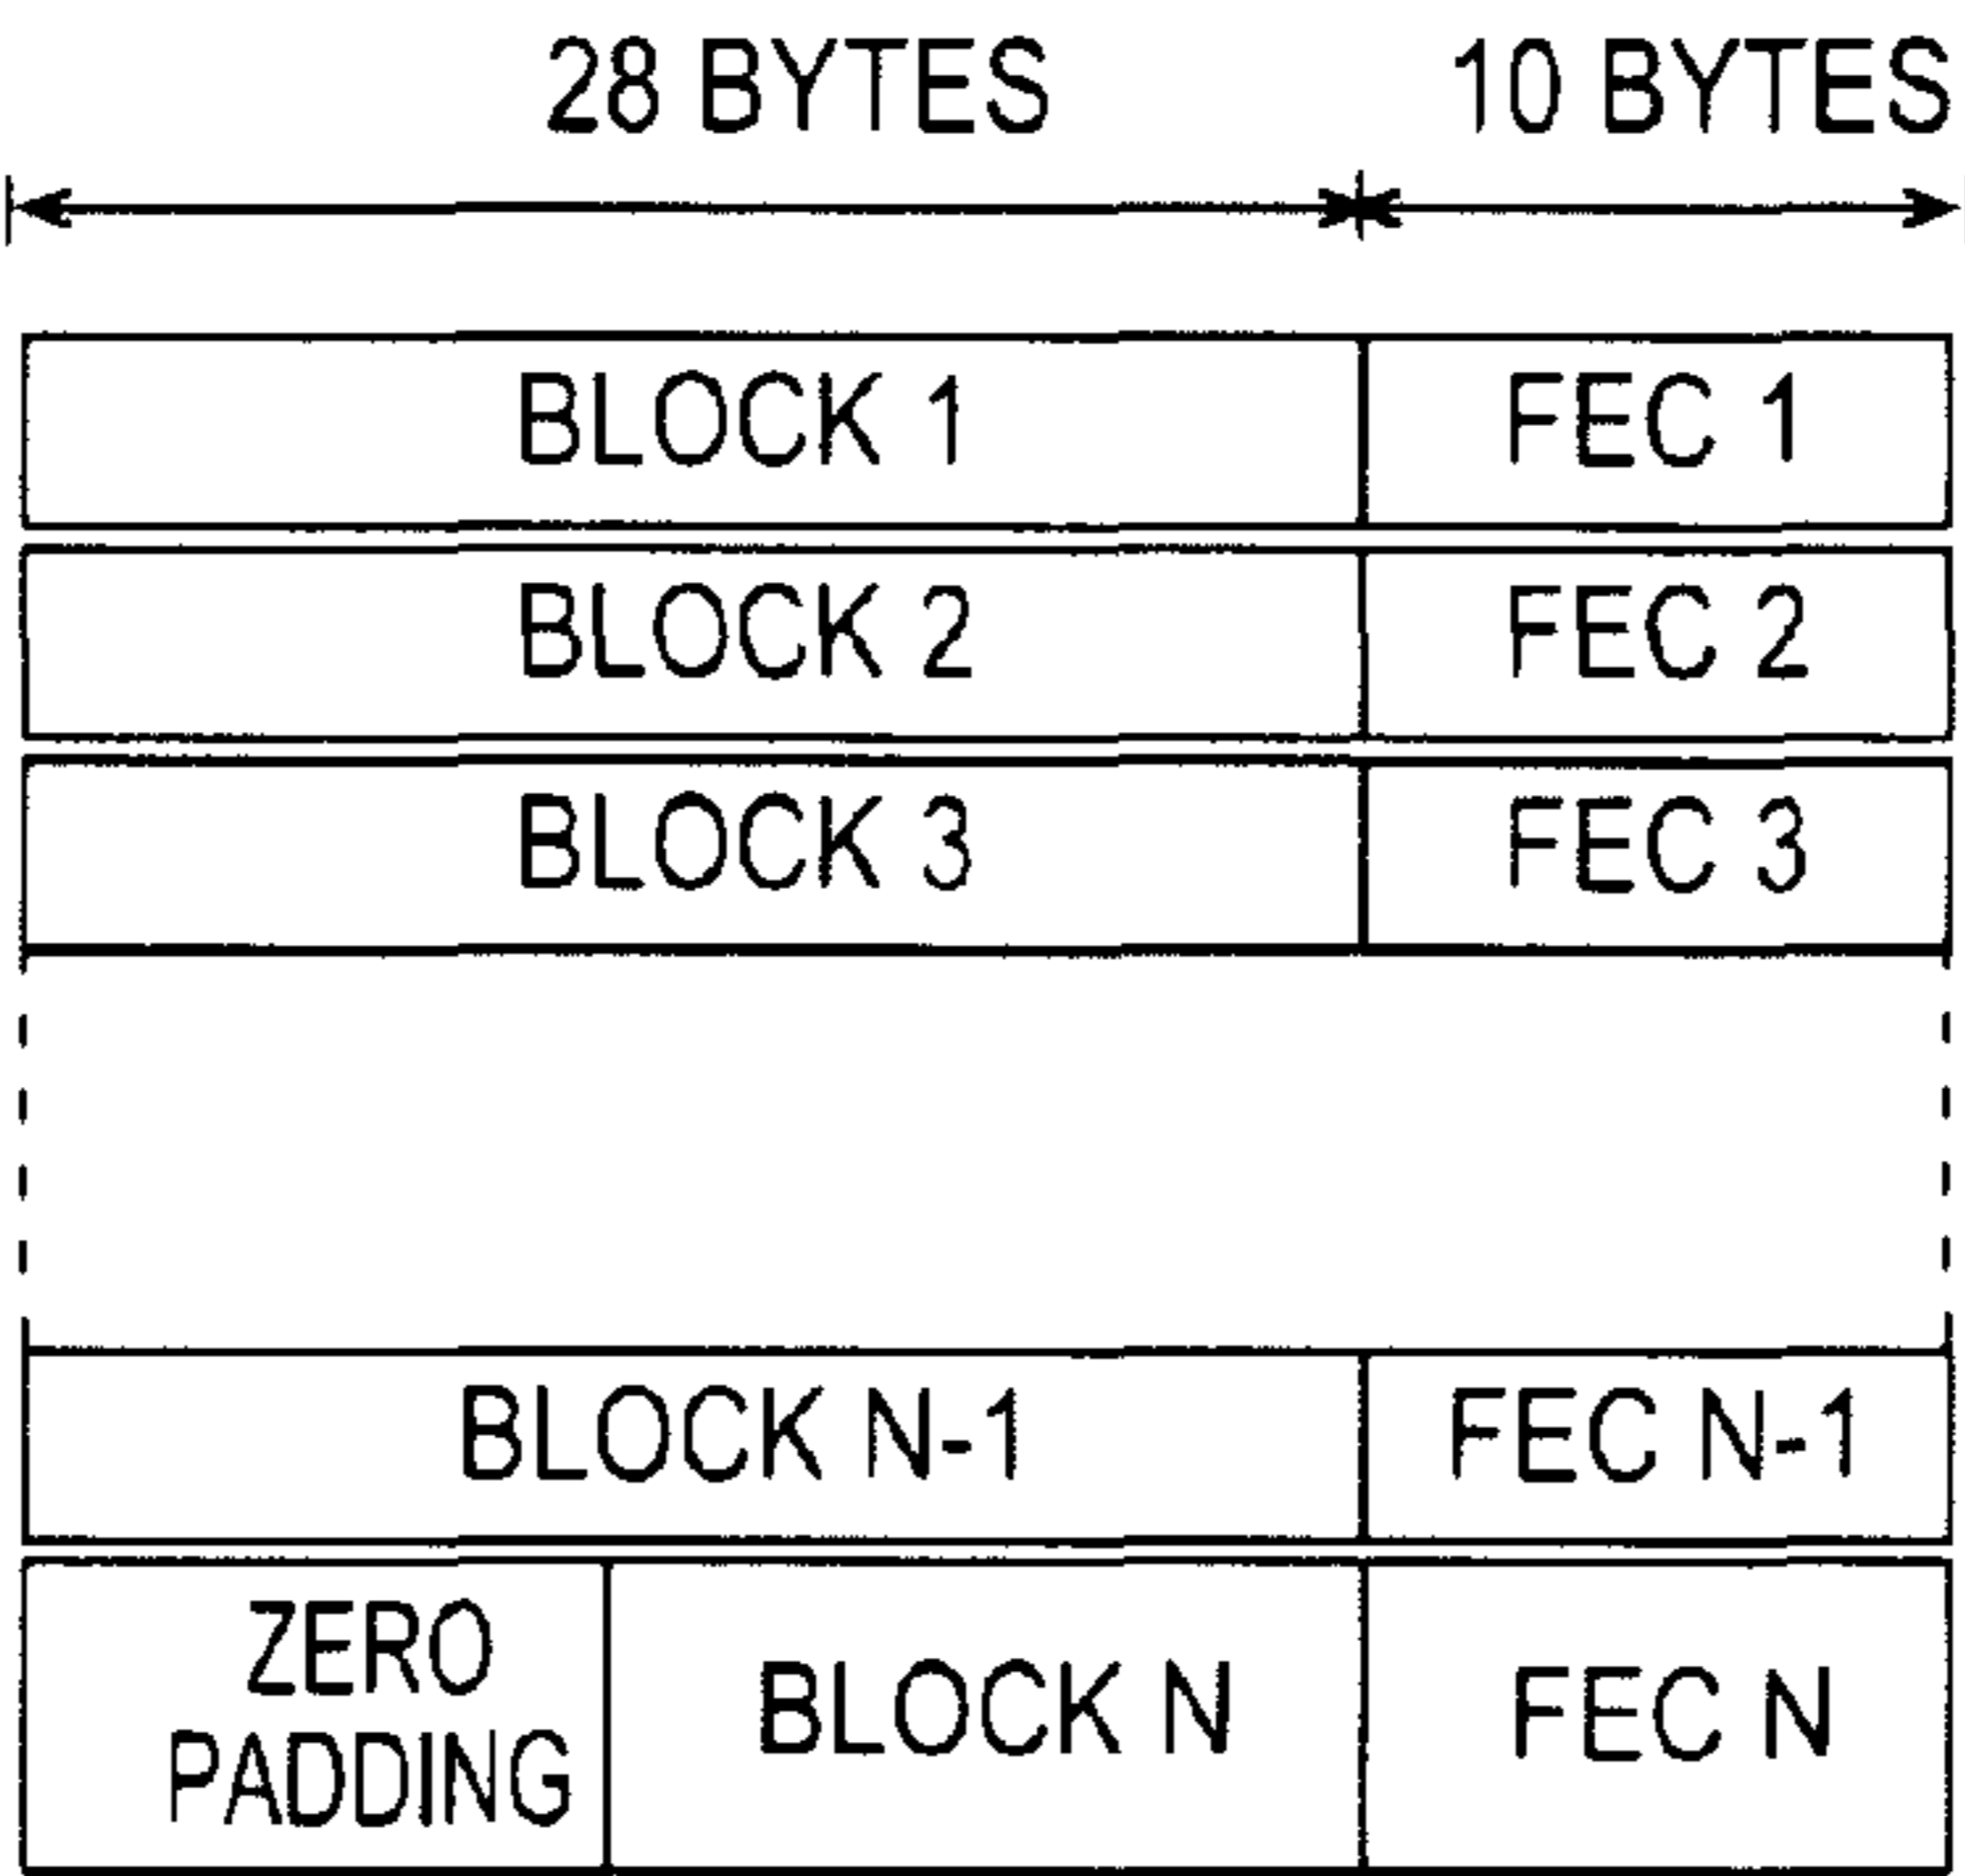 28 BYTES 10 BYTES
BLOCK 1 FEC 1
BLOCK 2 FEC 2
BLOCK 3 FEC 3
BLOCK N-1 FEC N-1
ZERO
PADDING
BLOCK N
FEC N